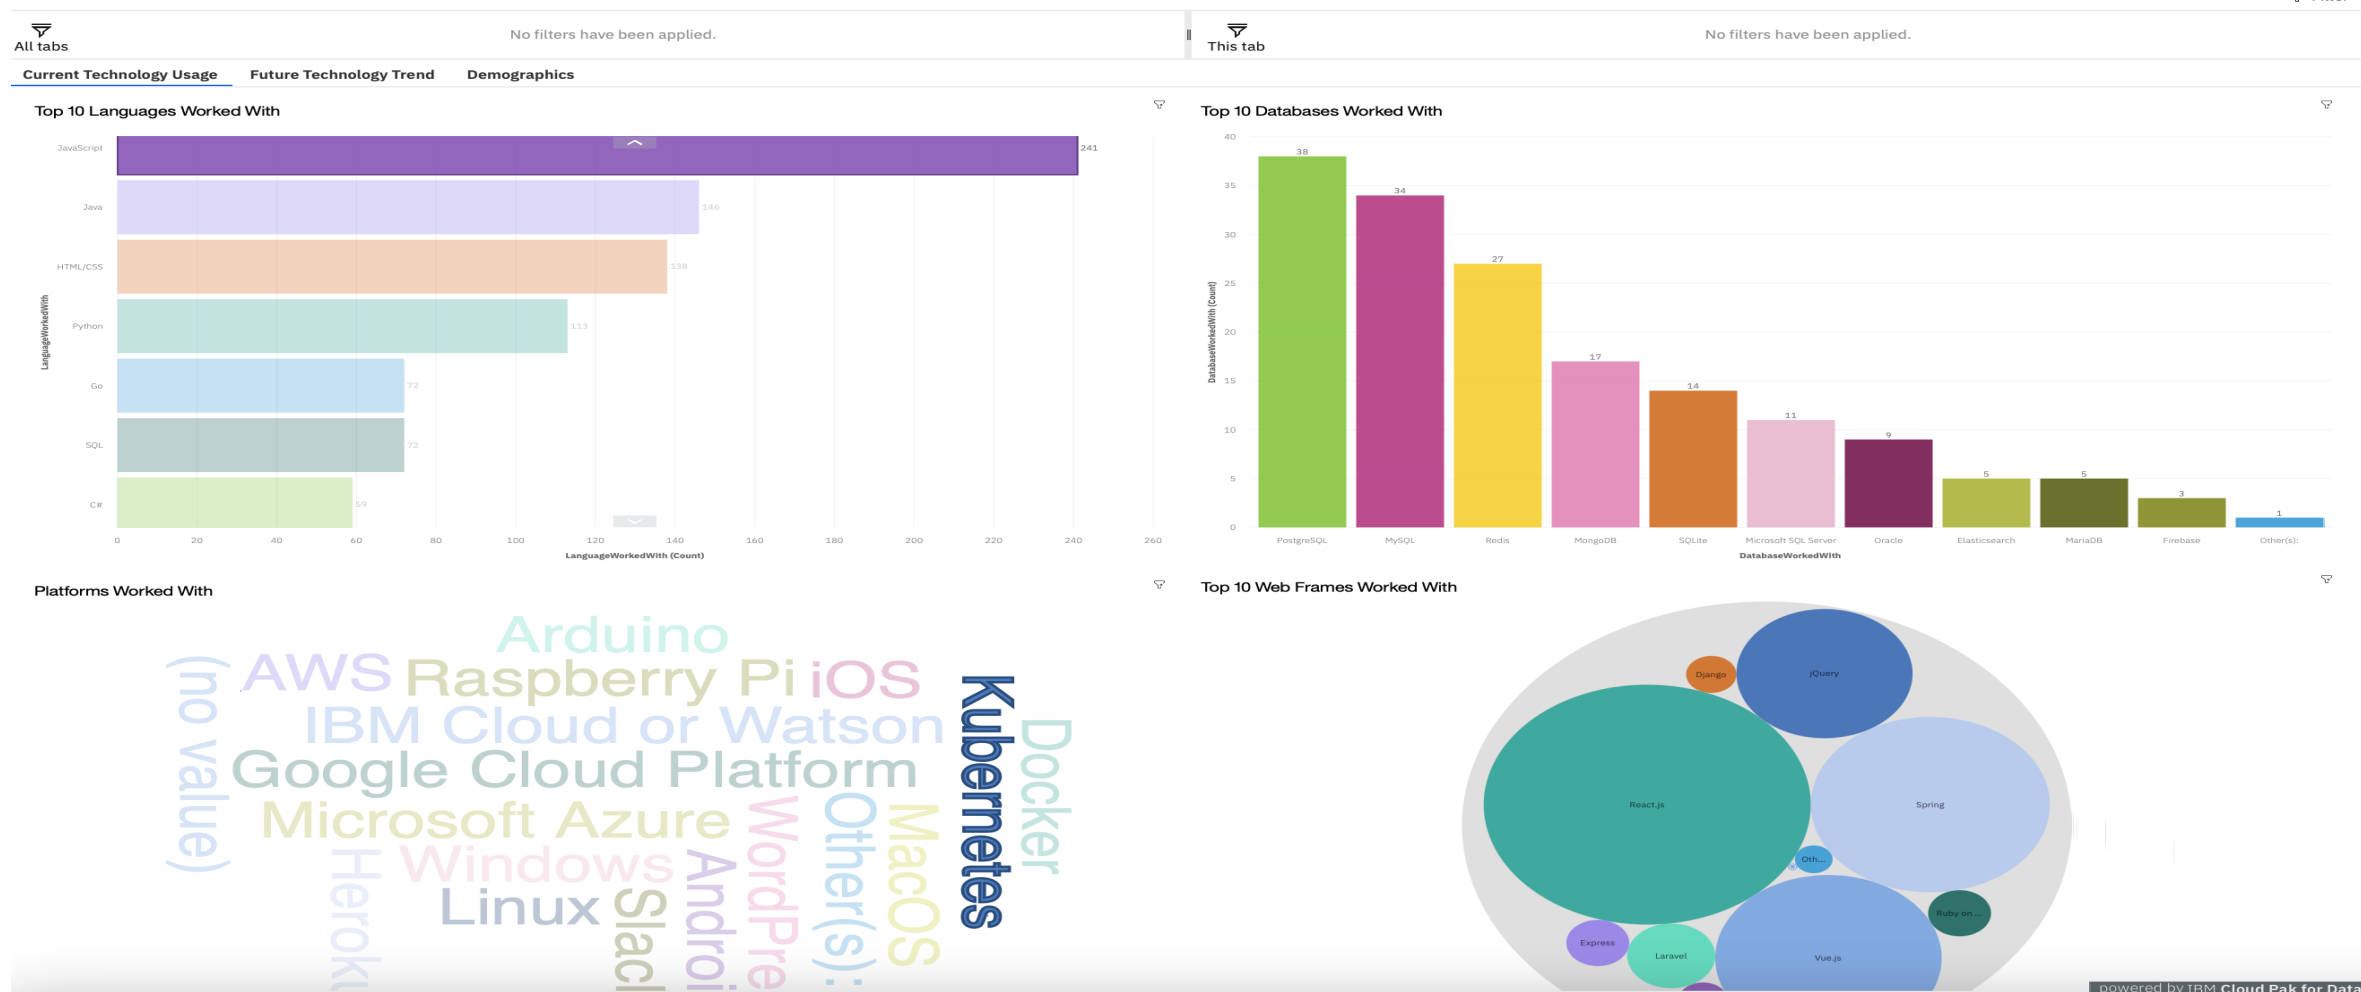 All tabs
No filters have been applied.
This tab
No filters have been applied.
Current Technology Usage
Future Technology Trend
Demographics
Top 10 Languages Worked With
JavaScript
241
Java
146
HTML/CSS
138
Python
113
Go
72
SQL
72
C#
59
LanguageWorkedWith
0 20 40 60 80 100 120 140 160 180 200 220 240 260
LanguageWorkedWith (Count)
Top 10 Databases Worked With
40
35
30
25
20
15
10
5
0
DatabaseWorkedWith (Count)
38 34 27 17 14 11 9 5 5 3 1
PostgreSQL MySQL Redis MongoDB SQLite Microsoft SQL Server Oracle Elasticsearch MariaDB Firebase Other(s):
DatabaseWorkedWith
Platforms Worked With
Arduino
AWS
Raspberry Pi
iOS
IBM Cloud or Watson
Google Cloud Platform
Microsoft Azure
Windows
Linux
(no value)
Kubernetes
Docker
WordPre
Other(s):
MacOS
Androi
Slac
Herok
Top 10 Web Frames Worked With
Django
jQuery
React.js
Spring
Oth...
Ruby on ...
Express
Laravel
Vue.js
powered by IBM Cloud Pak for Data